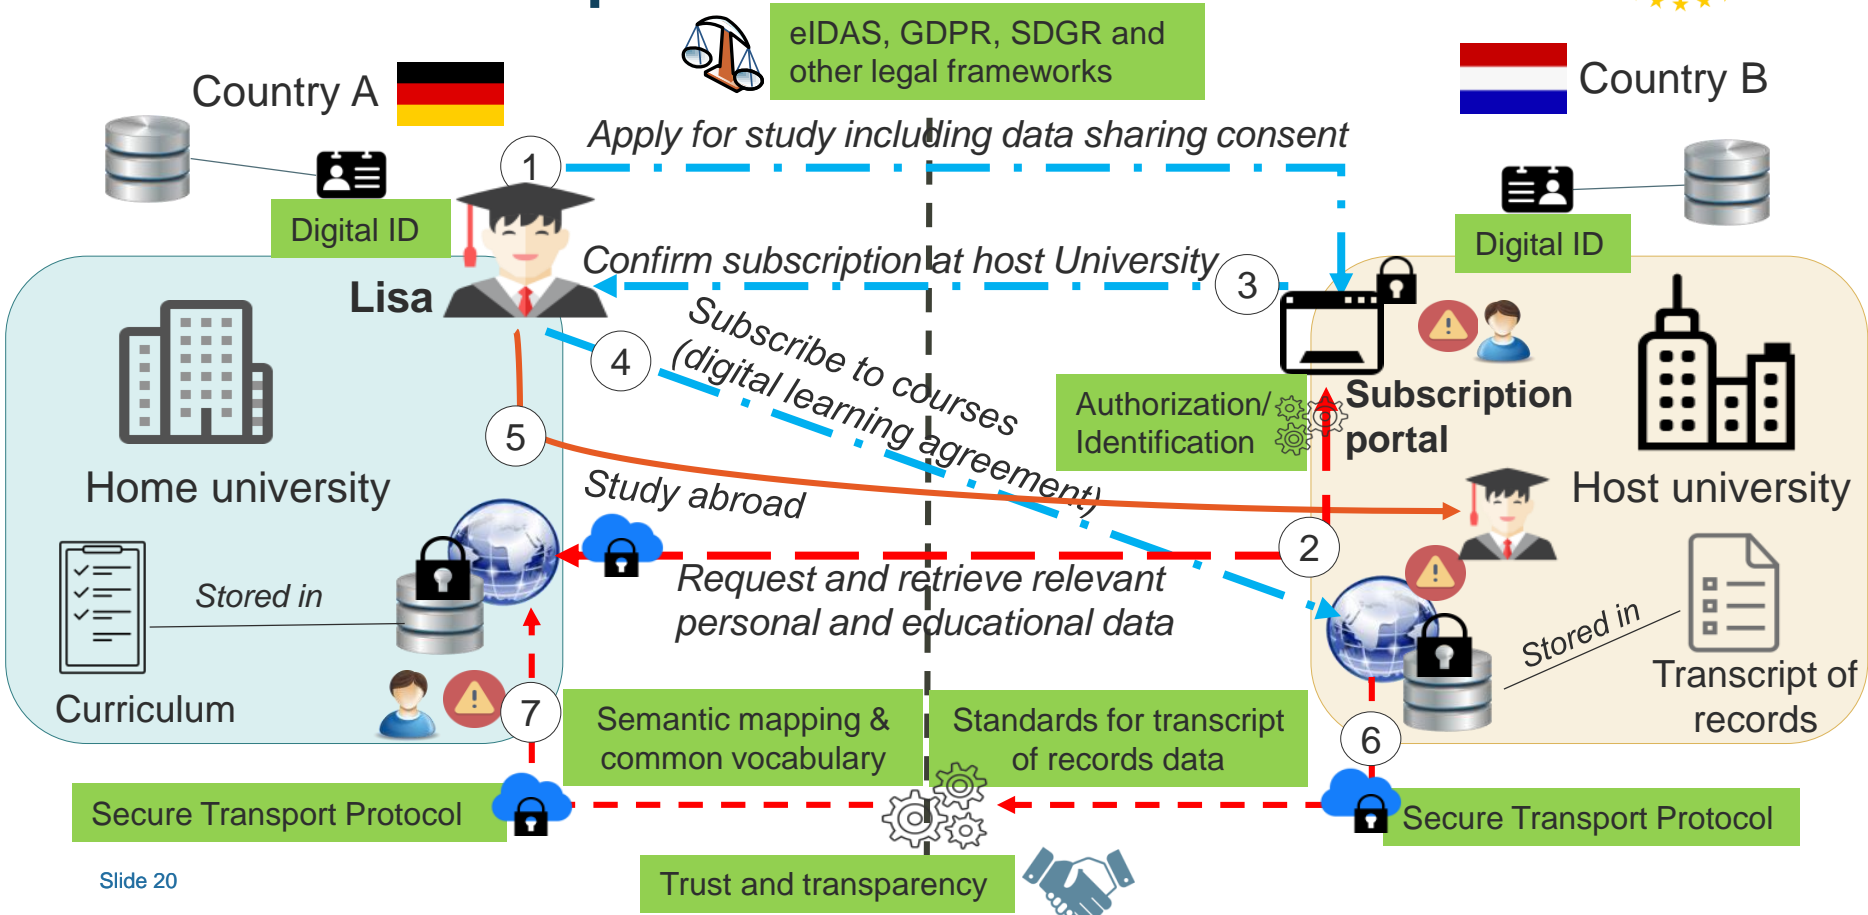 eIDAS, GDPR, SDGR and
other legal frameworks
Country A
Country B
Apply for study including data sharing consent
1
Digital ID
Digital ID
Confirm subscription at host University
3
Lisa
Subscribe to courses
(digital learning agreement)
4
Authorization/
Identification
Subscription
portal
5
Home university
Study abroad
Host university
2
Request and retrieve relevant
personal and educational data
Stored in
Stored in
Curriculum
Transcript of
records
7
Semantic mapping &
common vocabulary
Standards for transcript
of records data
6
Secure Transport Protocol
Secure Transport Protocol
Trust and transparency
Slide 20